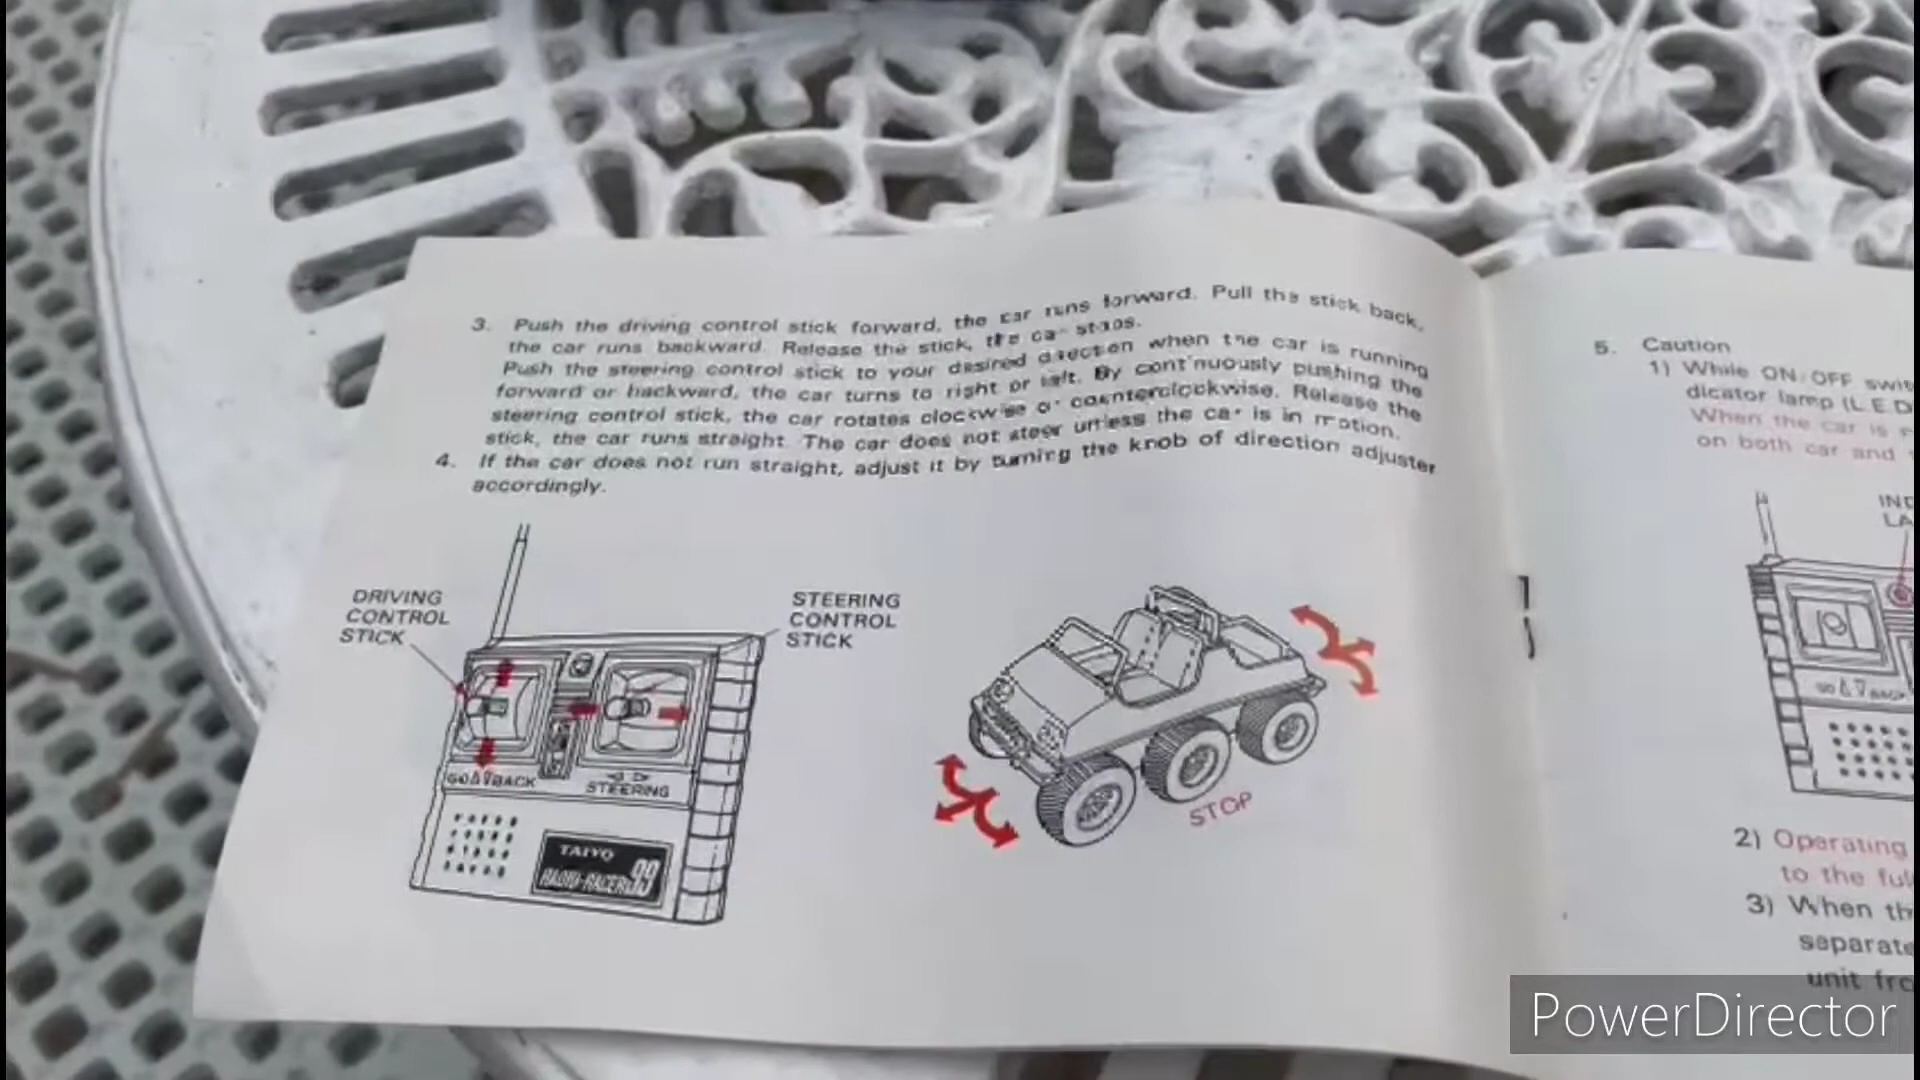 3. Push the driving control stick forward, the car runs forward. Pull the stick back,
the car runs backward. Release the stick, the car stops.
Push the steering control stick to your desired direction when the car is running
forward or backward, the car turns to right or left. By continuously pushing the
steering control stick, the car rotates clockwise or counterclockwise. Release the
stick, the car runs straight. The car does not steer unless the car is in motion.
4. If the car does not run straight, adjust it by turning the knob of direction adjuster
accordingly.
DRIVING
CONTROL
STICK
STEERING
CONTROL
STICK
GO BACK
STEERING
TAIYO
RADIO-RACER 99
STOP
5. Caution
1) While ON/OFF
dicator lamp (L.E.D
When the car is
on both car and
GO BACK
2) Operating
to the
3) When
unit
PowerDirector